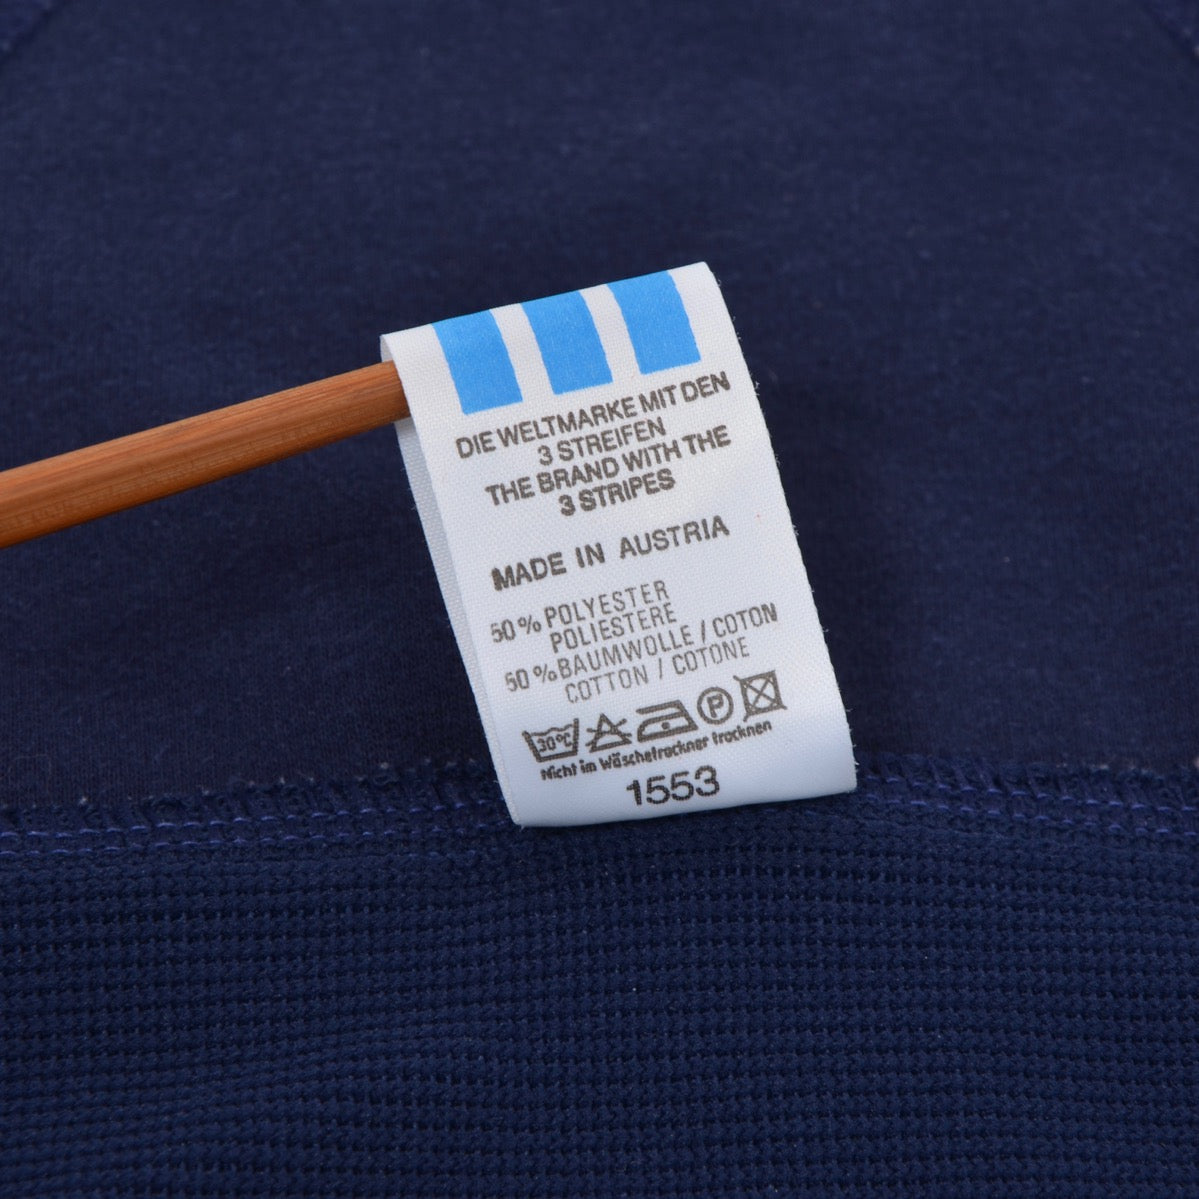 DIE WELTMARKE MIT DEN
3 STREIFEN
THE BRAND WITH THE
3 STRIPES
MADE IN AUSTRIA
50% POLYESTER
POLIESTERE
50% BAUMWOLLE / COTON
COTTON / COTONE
30°C P
Nicht im Wäschetrockner trocknen
1553